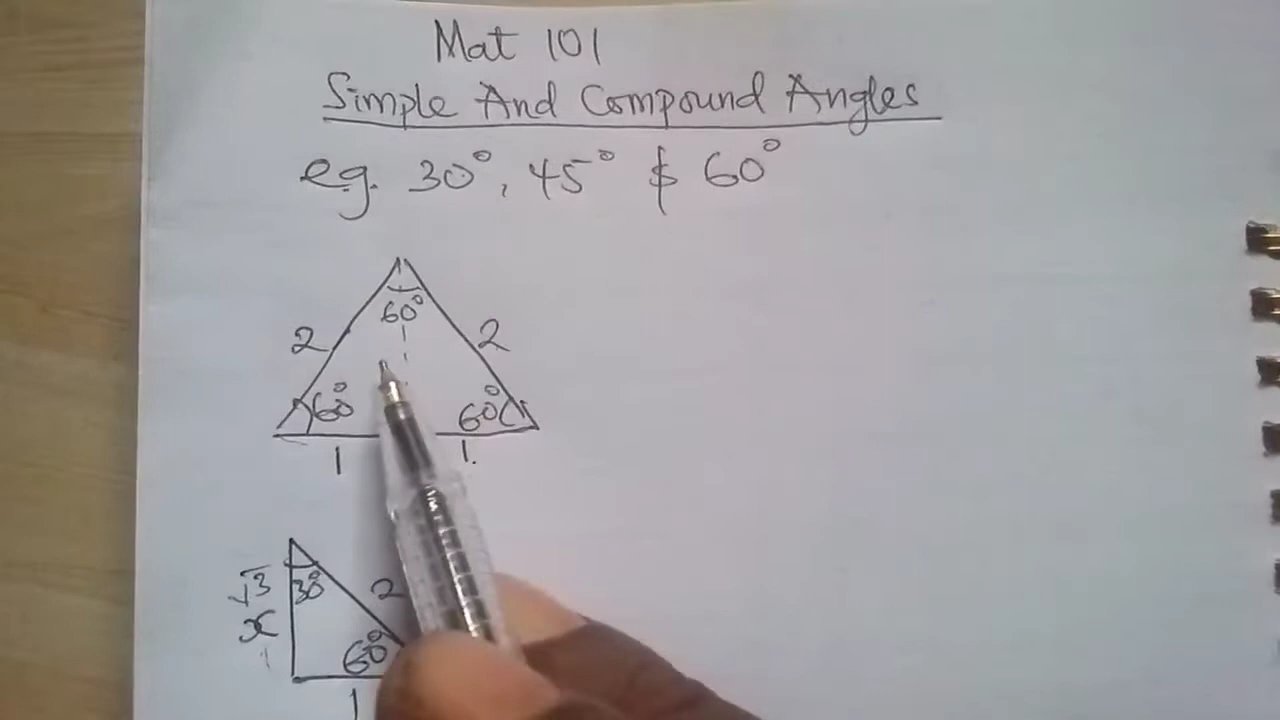 Mat 101
Simple And Compound Angles
e.g. 30°, 45° & 60°
60°
2 2
60° 60°
1 1.
√3 30° 2
x 60°
1